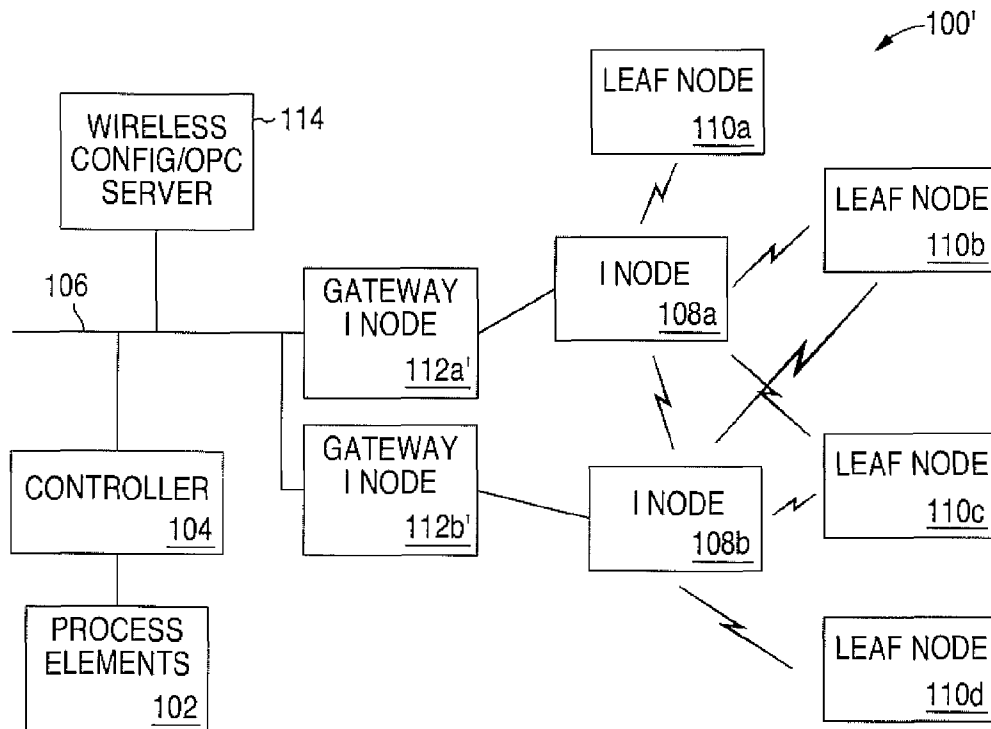 100'
LEAF NODE
110a
WIRELESS
CONFIG/OPC
SERVER
114
LEAF NODE
110b
I NODE
108a
106
GATEWAY
I NODE
112a'
GATEWAY
I NODE
112b'
CONTROLLER
104
I NODE
108b
LEAF NODE
110c
PROCESS
ELEMENTS
102
LEAF NODE
110d